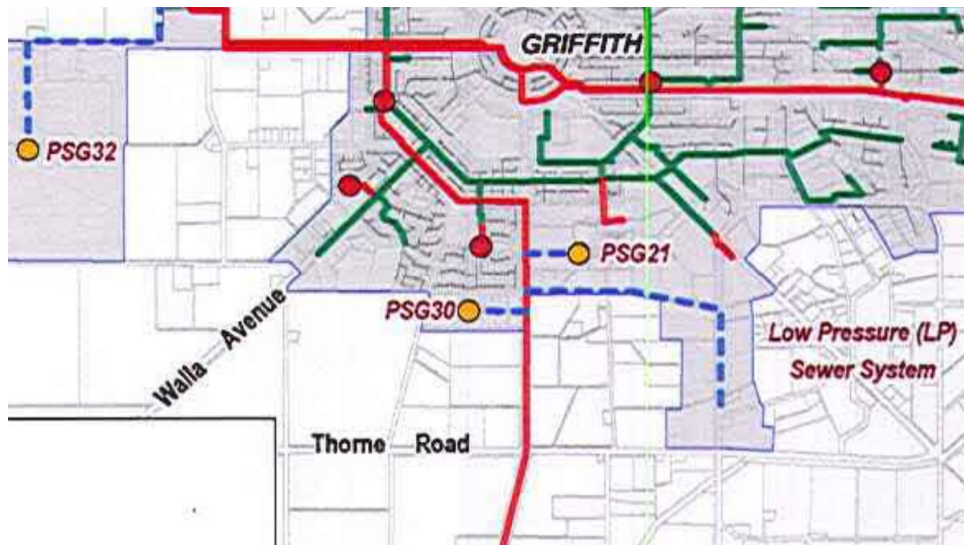 GRIFFITH
PSG32
PSG21
PSG30
Walla Avenue
Low Pressure (LP)
Sewer System
Thorne Road